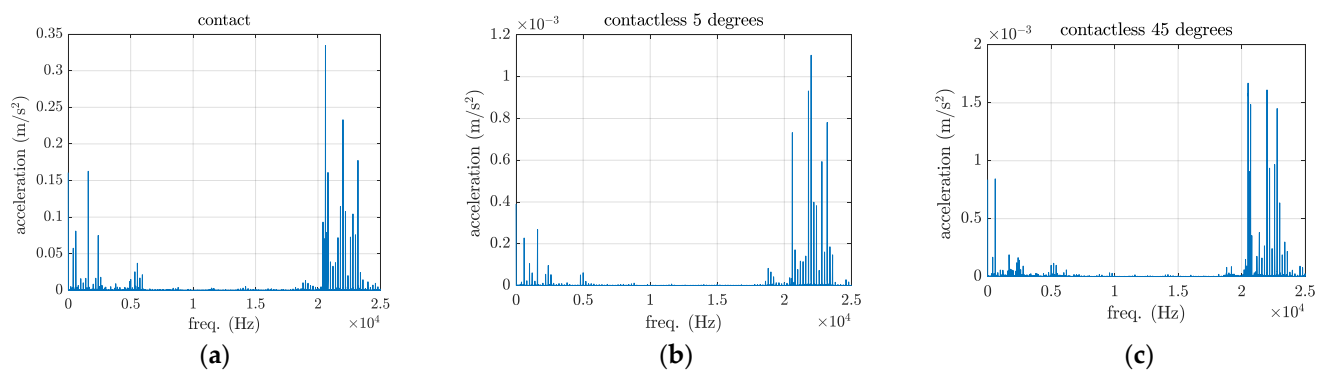 contact
0.35
0.3
0.25
0.2
0.15
0.1
0.05
0
acceleration (m/s²)
0 0.5 1 1.5 2 2.5
freq. (Hz) ×10⁴
(a)
contactless 5 degrees
×10⁻³
1.2
1
0.8
0.6
0.4
0.2
0
acceleration (m/s²)
0 0.5 1 1.5 2 2.5
freq. (Hz) ×10⁴
(b)
contactless 45 degrees
×10⁻³
2
1.5
1
0.5
0
acceleration (m/s²)
0 0.5 1 1.5 2 2.5
freq. (Hz) ×10⁴
(c)